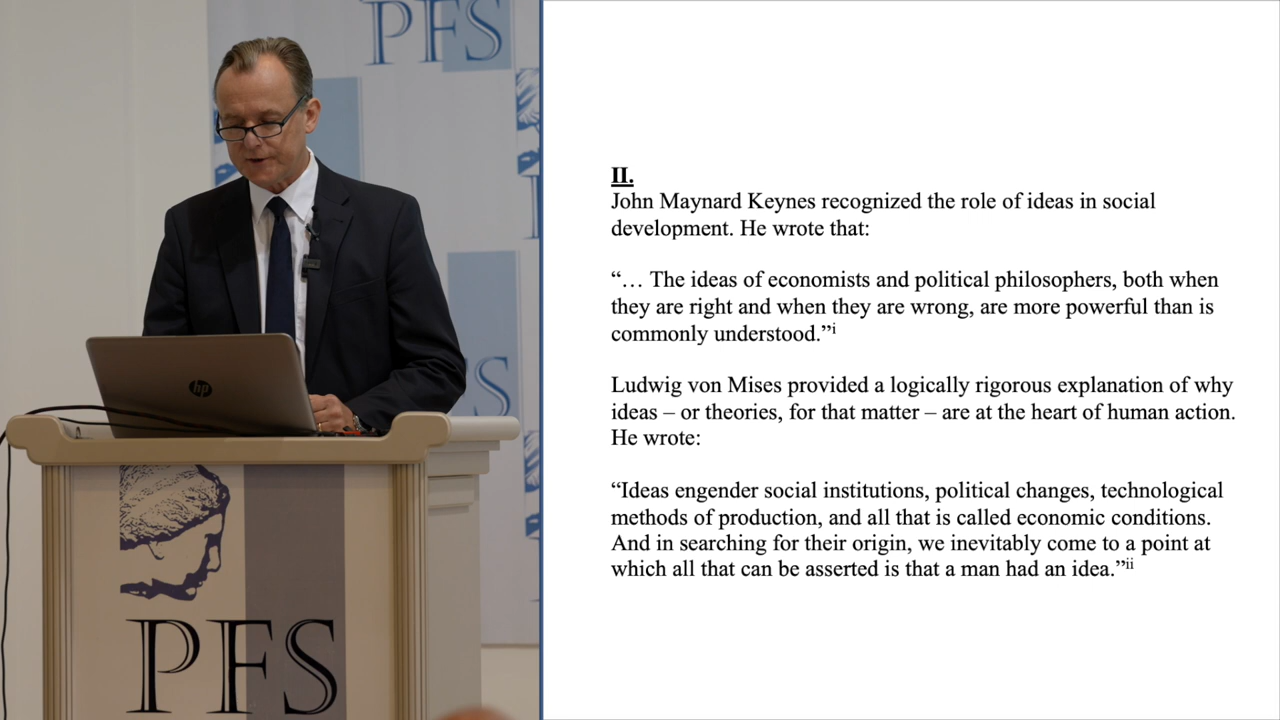 PFS
II.
John Maynard Keynes recognized the role of ideas in social
development. He wrote that:
“… The ideas of economists and political philosophers, both when
they are right and when they are wrong, are more powerful than is
commonly understood.”i
Ludwig von Mises provided a logically rigorous explanation of why
ideas – or theories, for that matter – are at the heart of human action.
He wrote:
“Ideas engender social institutions, political changes, technological
methods of production, and all that is called economic conditions.
And in searching for their origin, we inevitably come to a point at
which all that can be asserted is that a man had an idea.”ii
hp
FS
PFS